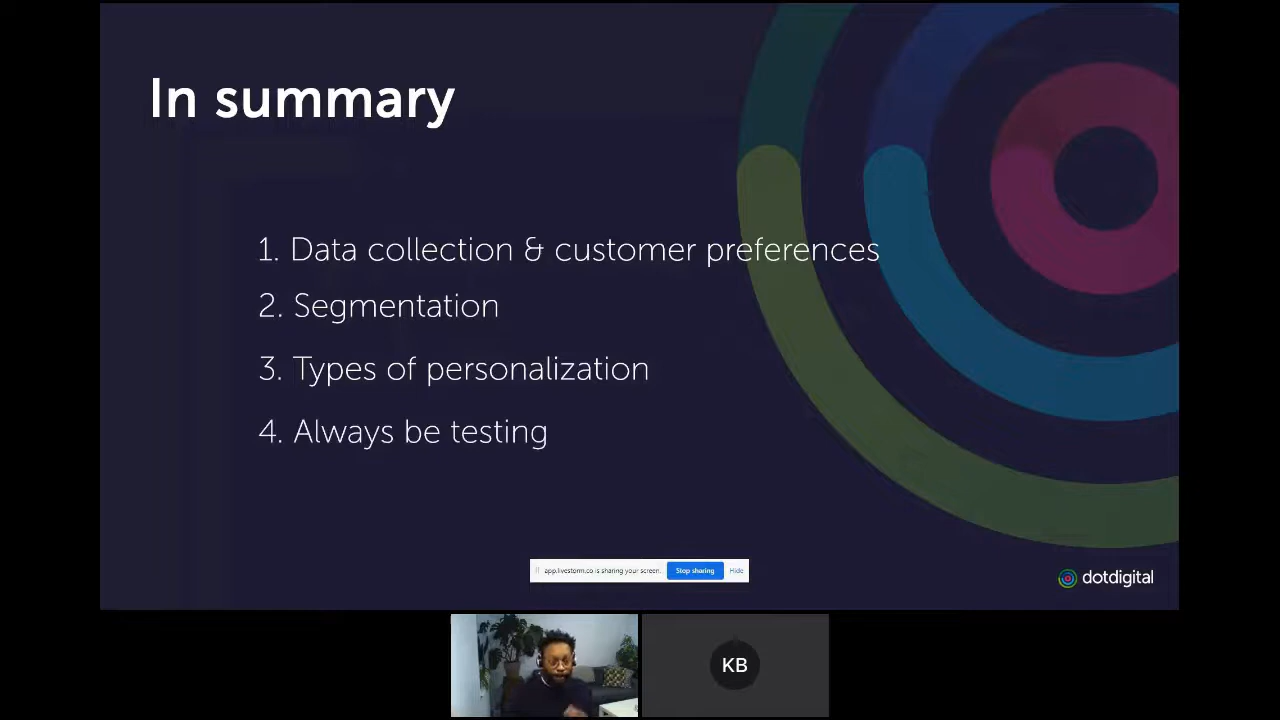 In summary
1. Data collection & customer preferences
2. Segmentation
3. Types of personalization
4. Always be testing
app.livestorm.co is sharing your screen. Stop sharing Hide
dotdigital
KB